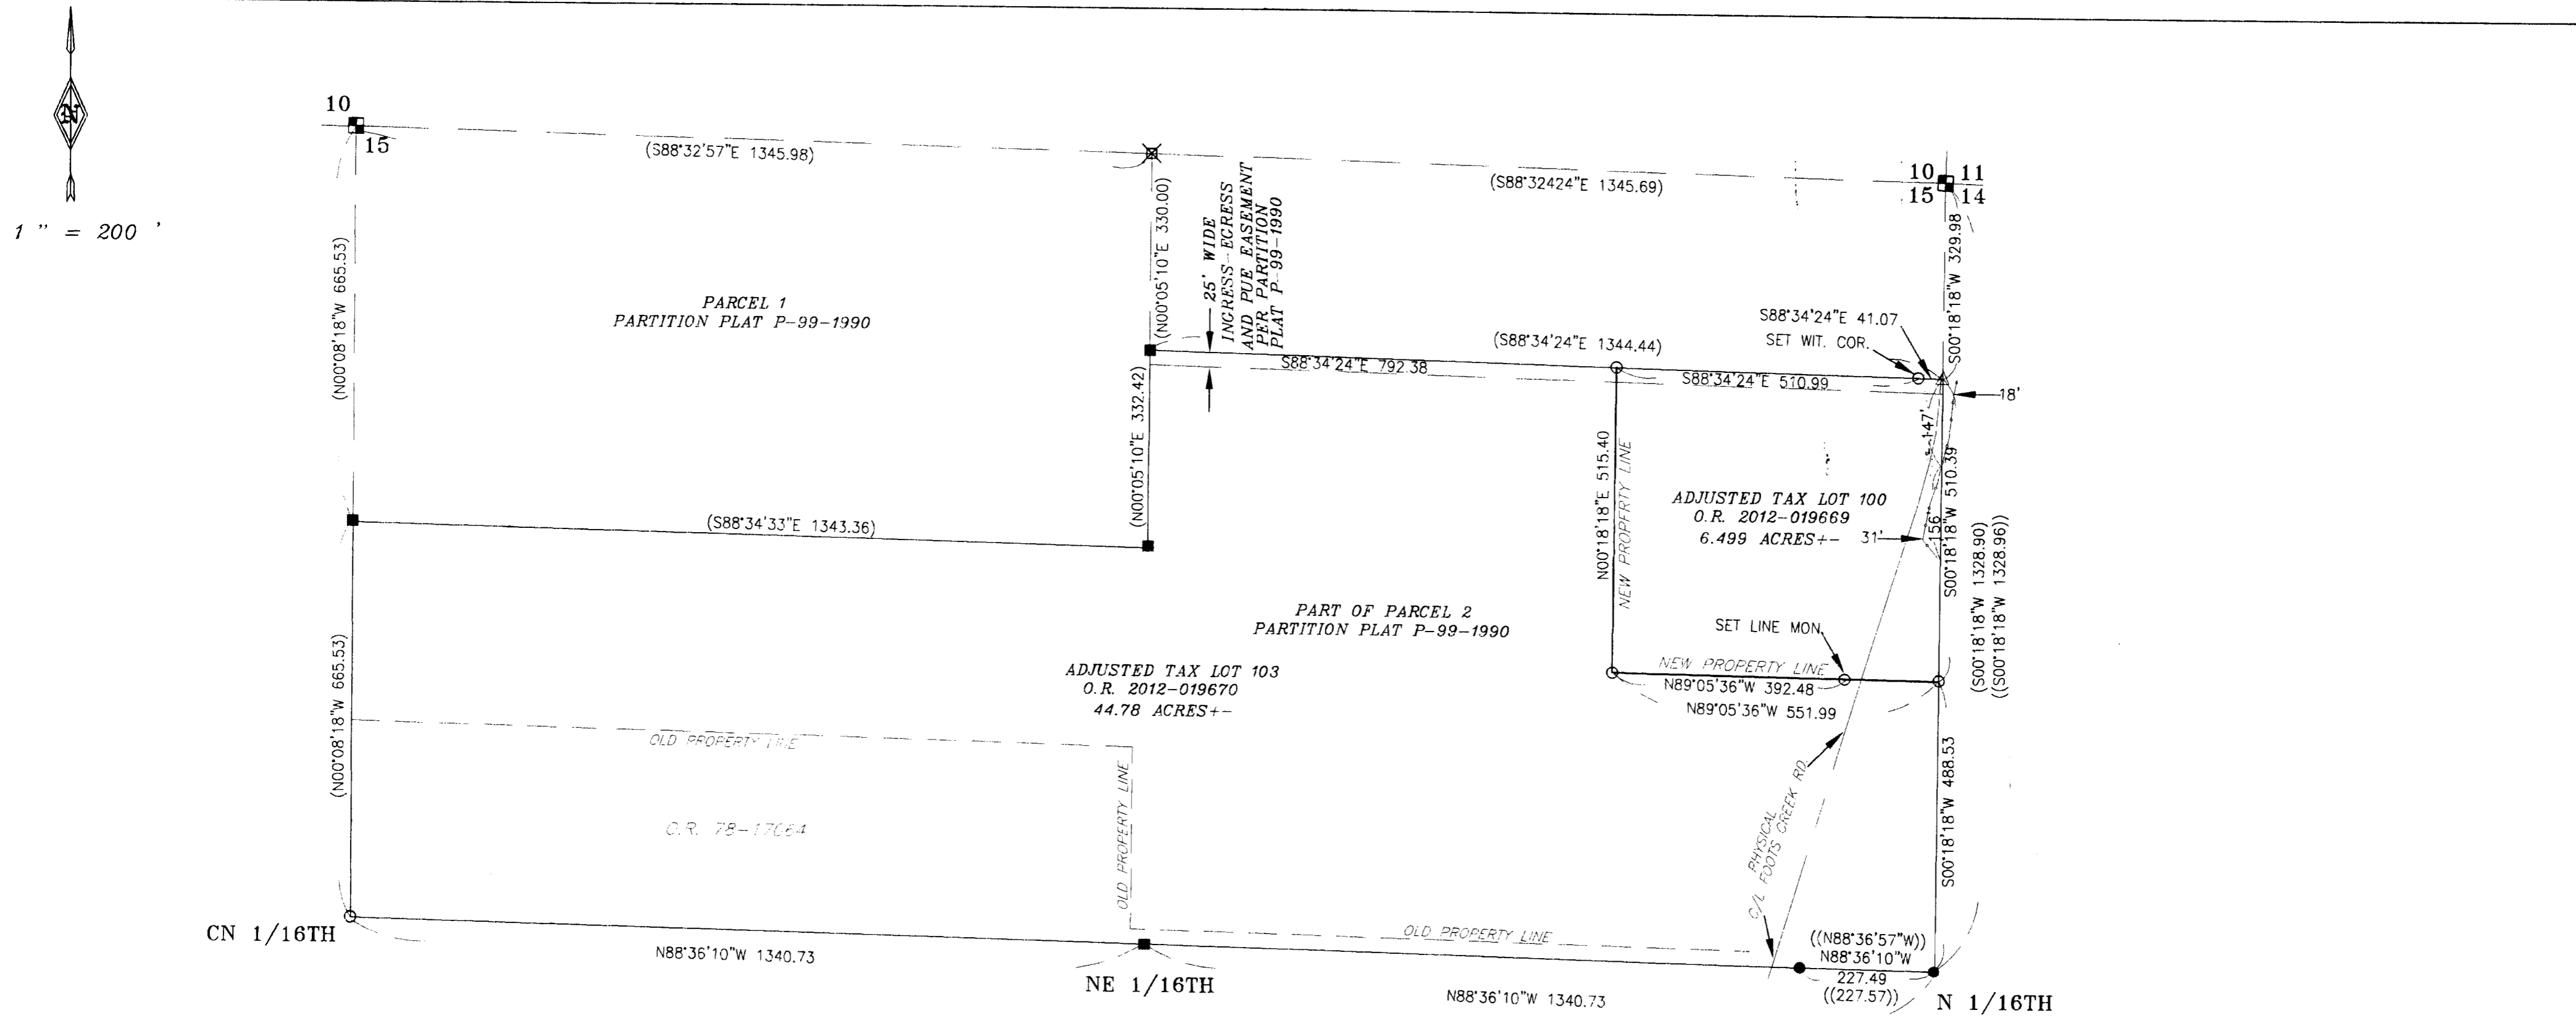 N
1" = 200 '
10
15
(S88°32'57"E 1345.98)
(S88°32424"E 1345.69)
10 11
15 14
(N00°08'18"W 665.53)
PARCEL 1
PARTITION PLAT P-99-1990
(N00°05'10"E 330.00)
25' WIDE
INGRESS-EGRESS
AND PUE EASEMENT
PER PARTITION
PLAT P-99-1990
S00°18'18"W 329.98
S88°34'24"E 41.07
SET WIT. COR.
(S88°34'24"E 1344.44)
S88°34'24"E 792.38
S88°34'24"E 510.99
18'
147'
(N00°05'10"E 332.42)
N00°18'18"E 515.40
NEW PROPERTY LINE
ADJUSTED TAX LOT 100
O.R. 2012-019669
6.499 ACRES+-
31'
156
S00°18'18"W 510.39
(S00°18'18"W 1328.90)
((S00°18'18"W 1328.96))
(S88°34'33"E 1343.36)
PART OF PARCEL 2
PARTITION PLAT P-99-1990
SET LINE MON.
NEW PROPERTY LINE
N89°05'36"W 392.48
N89°05'36"W 551.99
ADJUSTED TAX LOT 103
O.R. 2012-019670
44.78 ACRES+-
(N00°08'18"W 665.53)
OLD PROPERTY LINE
OLD PROPERTY LINE
O.R. 78-17064
PHYSICAL
C/L FOOTS CREEK RD.
S00°18'18"W 488.53
OLD PROPERTY LINE
CN 1/16TH
N88°36'10"W 1340.73
NE 1/16TH
N88°36'10"W 1340.73
((N88°36'57"W))
N88°36'10"W
227.49
((227.57))
N 1/16TH